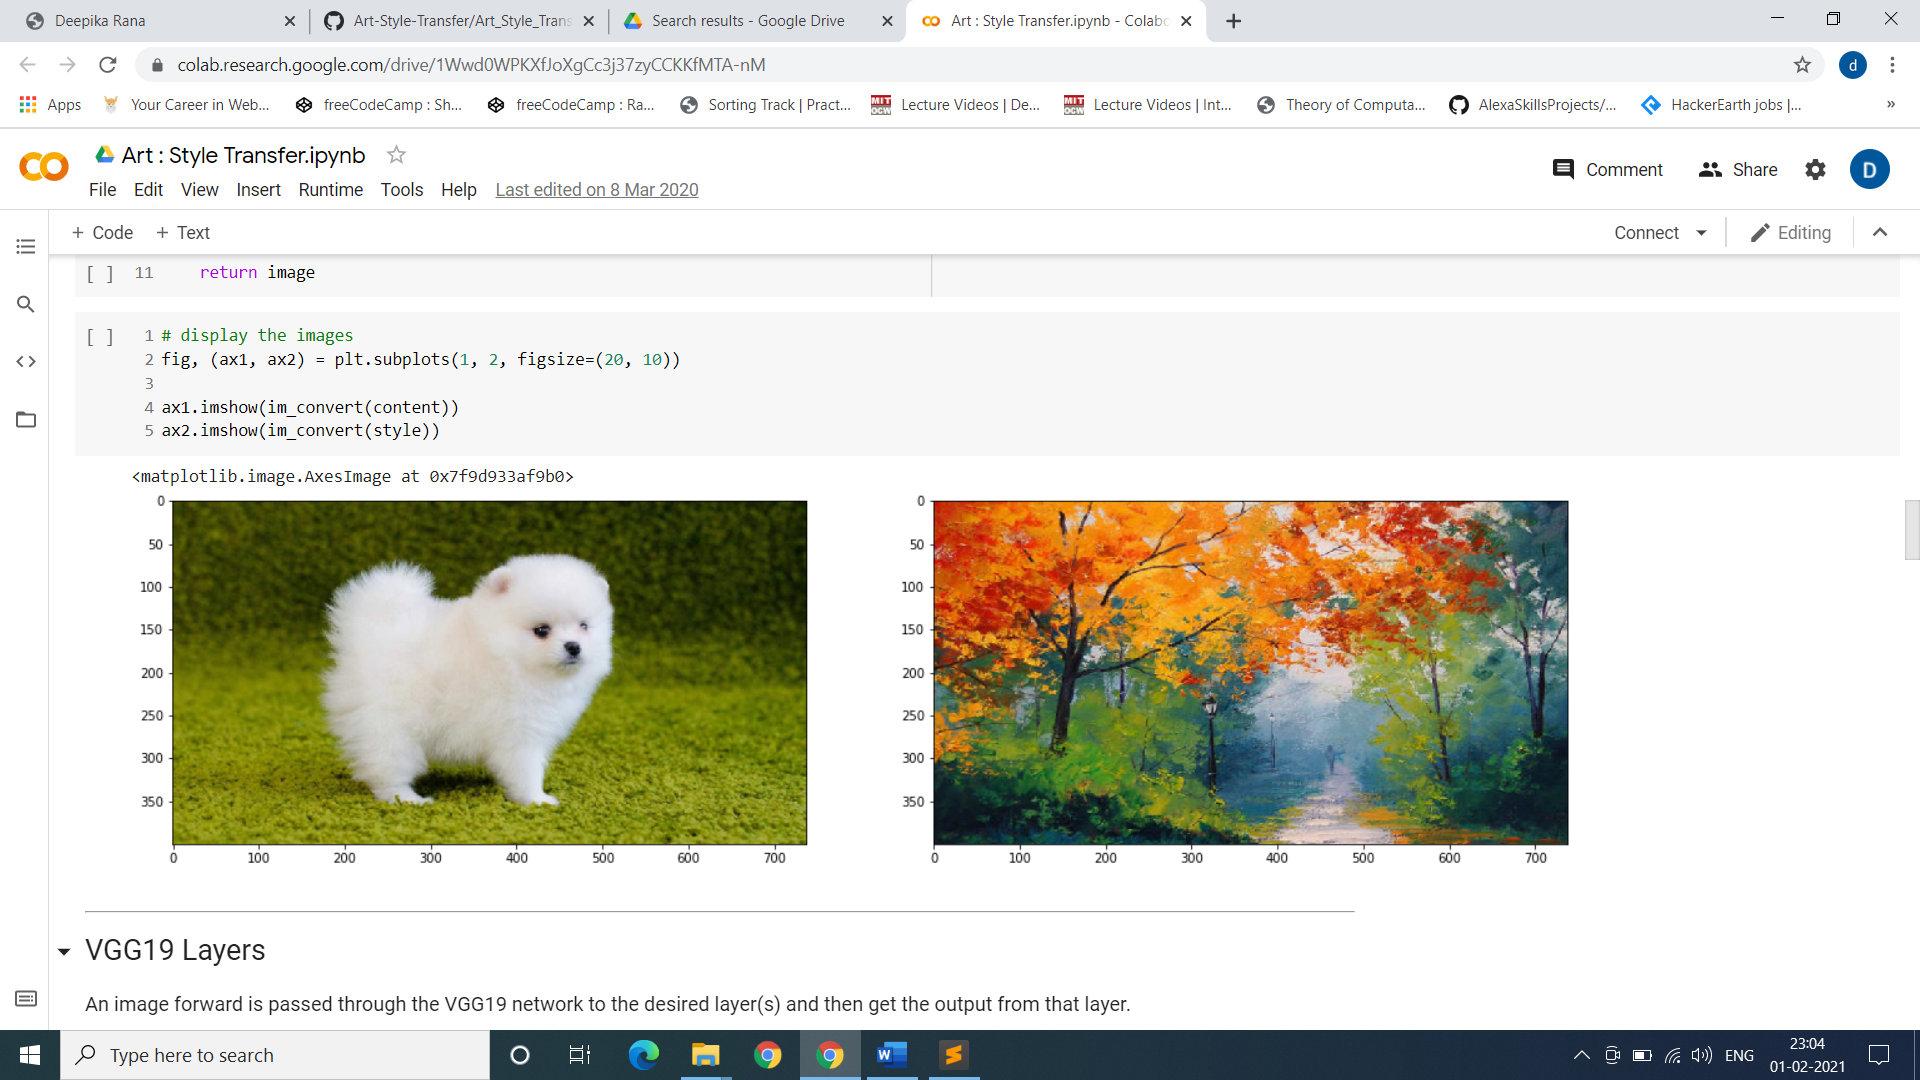 Deepika Rana
Art-Style-Transfer/Art_Style_Trans
Search results - Google Drive
Art : Style Transfer.ipynb - Colabo
colab.research.google.com/drive/1Wwd0WPKXfJoXgCc3j37zyCCKKfMTA-nM
d
Apps
Your Career in Web...
freeCodeCamp : Sh...
freeCodeCamp : Ra...
Sorting Track | Pract...
MIT OCW
Lecture Videos | De...
MIT OCW
Lecture Videos | Int...
Theory of Computa...
AlexaSkillsProjects/...
HackerEarth jobs |...
»
Art : Style Transfer.ipynb
File Edit View Insert Runtime Tools Help Last edited on 8 Mar 2020
Comment
Share
D
+ Code + Text
Connect
Editing
[ ] 11 return image
[ ] 1 # display the images
2 fig, (ax1, ax2) = plt.subplots(1, 2, figsize=(20, 10))
3
4 ax1.imshow(im_convert(content))
5 ax2.imshow(im_convert(style))
<matplotlib.image.AxesImage at 0x7f9d933af9b0>
0
50
100
150
200
250
300
350
0 100 200 300 400 500 600 700
0
50
100
150
200
250
300
350
0 100 200 300 400 500 600 700
VGG19 Layers
An image forward is passed through the VGG19 network to the desired layer(s) and then get the output from that layer.
Type here to search
W
S
ENG
23:04
01-02-2021